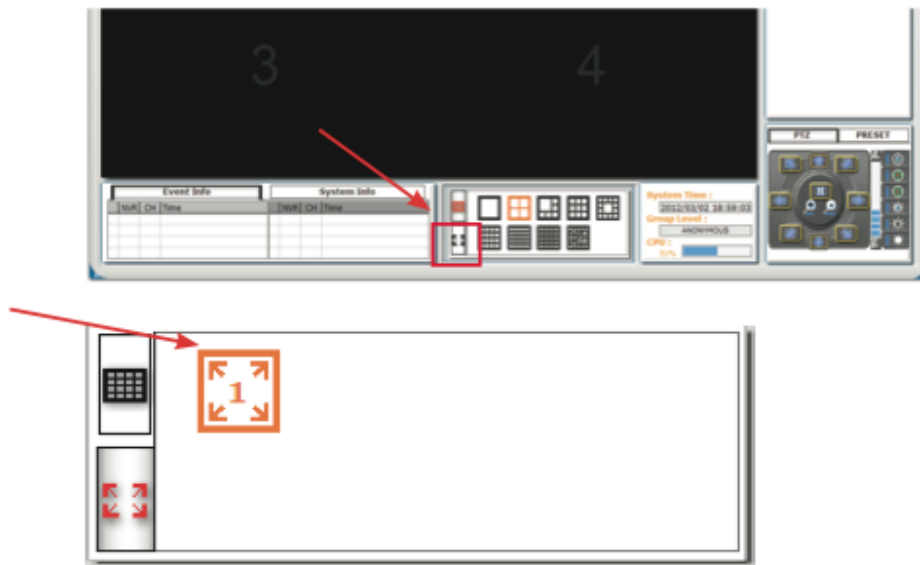 3 4
PTZ PRESET
Event Info System Info
NVR CH Time NVR CH Time
System Time :
2012/03/02 18:59:03
Group Level :
ANONYMOUS
CPU :
1